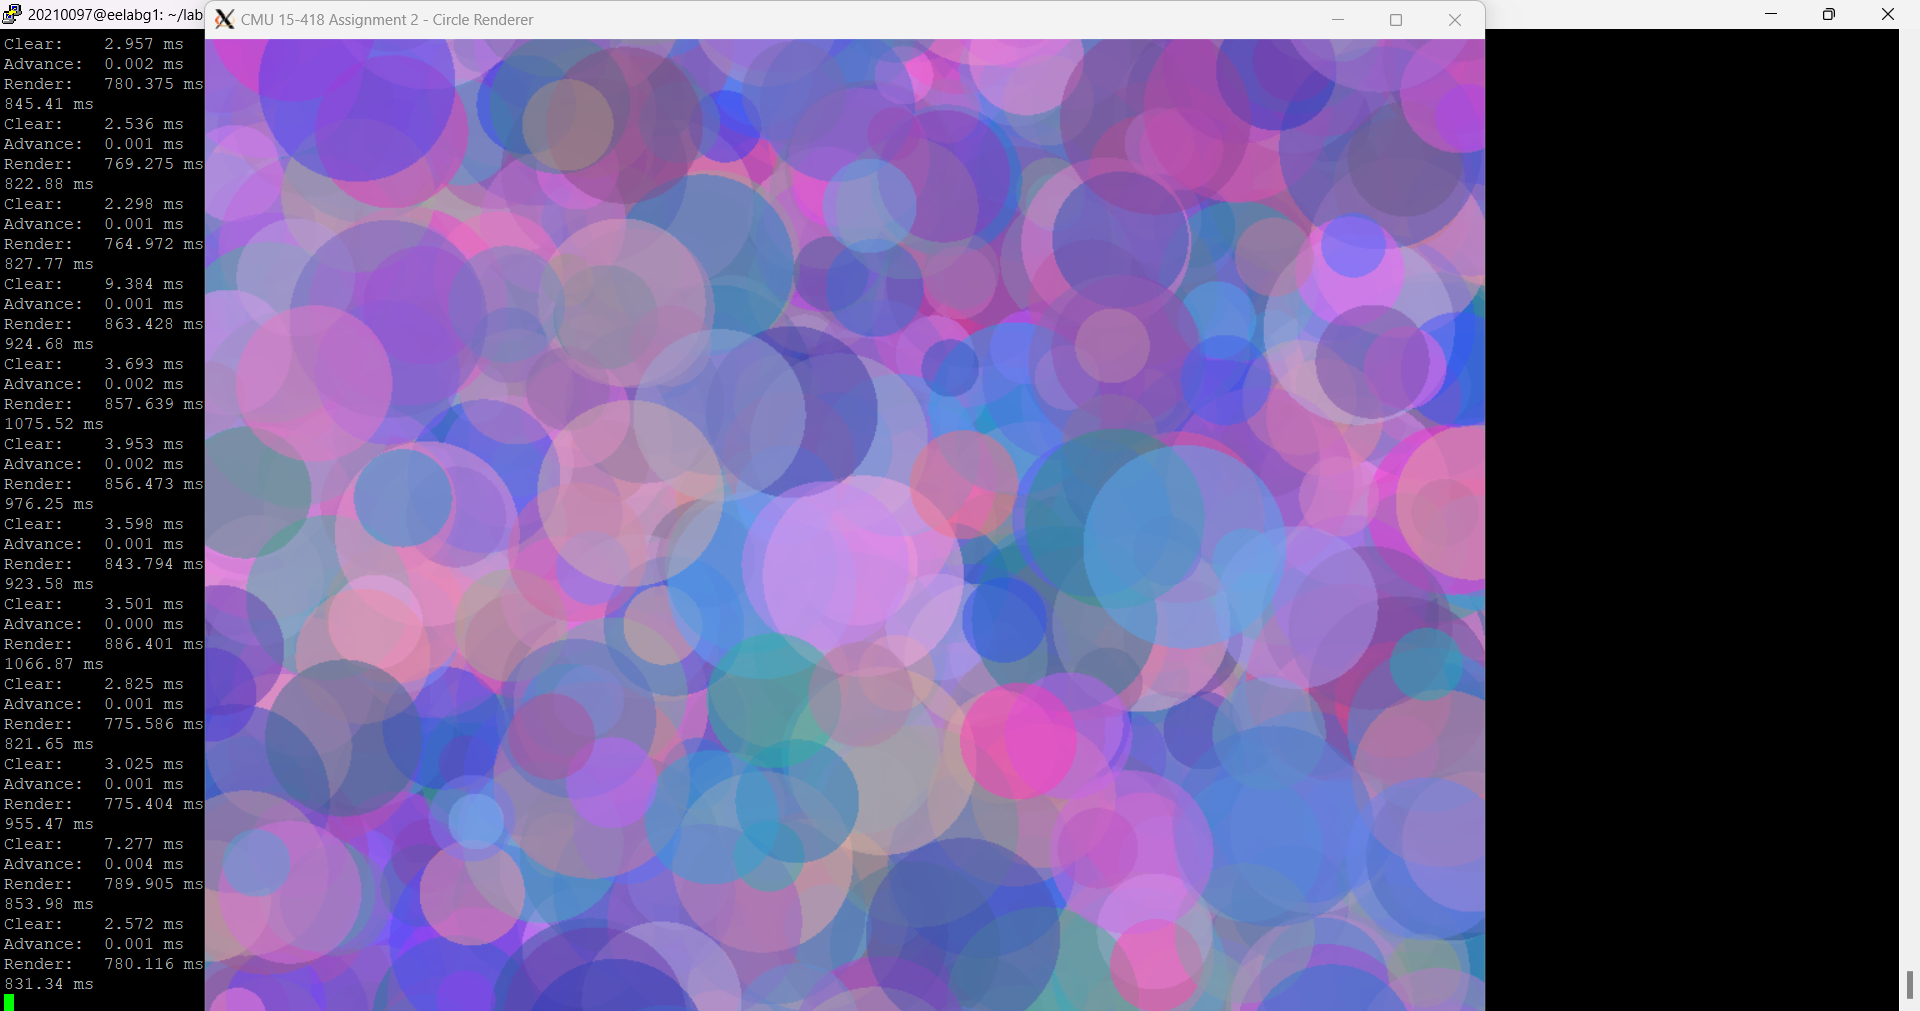 20210097@eelabg1: ~/lab
CMU 15-418 Assignment 2 - Circle Renderer
Clear:    2.957 ms
Advance:  0.002 ms
Render:   780.375 ms
845.41 ms
Clear:    2.536 ms
Advance:  0.001 ms
Render:   769.275 ms
822.88 ms
Clear:    2.298 ms
Advance:  0.001 ms
Render:   764.972 ms
827.77 ms
Clear:    9.384 ms
Advance:  0.001 ms
Render:   863.428 ms
924.68 ms
Clear:    3.693 ms
Advance:  0.002 ms
Render:   857.639 ms
1075.52 ms
Clear:    3.953 ms
Advance:  0.002 ms
Render:   856.473 ms
976.25 ms
Clear:    3.598 ms
Advance:  0.001 ms
Render:   843.794 ms
923.58 ms
Clear:    3.501 ms
Advance:  0.000 ms
Render:   886.401 ms
1066.87 ms
Clear:    2.825 ms
Advance:  0.001 ms
Render:   775.586 ms
821.65 ms
Clear:    3.025 ms
Advance:  0.001 ms
Render:   775.404 ms
955.47 ms
Clear:    7.277 ms
Advance:  0.004 ms
Render:   789.905 ms
853.98 ms
Clear:    2.572 ms
Advance:  0.001 ms
Render:   780.116 ms
831.34 ms